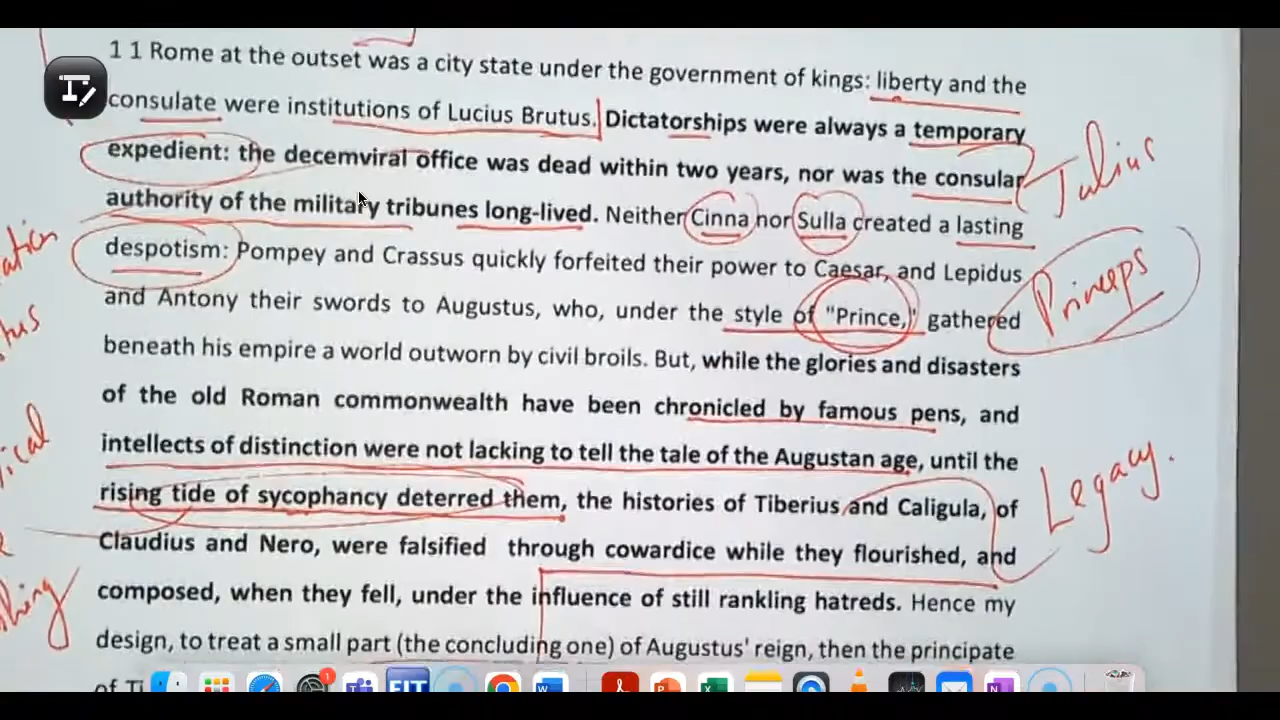 1 1 Rome at the outset was a city state under the government of kings: liberty and the
consulate were institutions of Lucius Brutus. Dictatorships were always a temporary
expedient: the decemviral office was dead within two years, nor was the consular
authority of the military tribunes long-lived. Neither Cinna nor Sulla created a lasting
despotism: Pompey and Crassus quickly forfeited their power to Caesar, and Lepidus
and Antony their swords to Augustus, who, under the style of "Prince," gathered
beneath his empire a world outworn by civil broils. But, while the glories and disasters
of the old Roman commonwealth have been chronicled by famous pens, and
intellects of distinction were not lacking to tell the tale of the Augustan age, until the
rising tide of sycophancy deterred them, the histories of Tiberius and Caligula, of
Claudius and Nero, were falsified through cowardice while they flourished, and
composed, when they fell, under the influence of still rankling hatreds. Hence my
design, to treat a small part (the concluding one) of Augustus' reign, then the principate
of Ti
Julius
Princeps
Legacy.